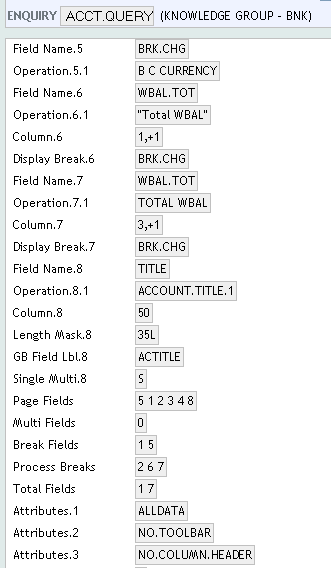 ENQUIRY ACCT.QUERY (KNOWLEDGE GROUP - BNK)
Field Name.5 BRK.CHG
Operation.5.1 B C CURRENCY
Field Name.6 WBAL.TOT
Operation.6.1 "Total WBAL"
Column.6 1,+1
Display Break.6 BRK.CHG
Field Name.7 WBAL.TOT
Operation.7.1 TOTAL WBAL
Column.7 3,+1
Display Break.7 BRK.CHG
Field Name.8 TITLE
Operation.8.1 ACCOUNT.TITLE.1
Column.8 50
Length Mask.8 35L
GB Field Lbl.8 ACTITLE
Single Multi.8 S
Page Fields 5 1 2 3 4 8
Multi Fields 0
Break Fields 1 5
Process Breaks 2 6 7
Total Fields 1 7
Attributes.1 ALLDATA
Attributes.2 NO.TOOLBAR
Attributes.3 NO.COLUMN.HEADER